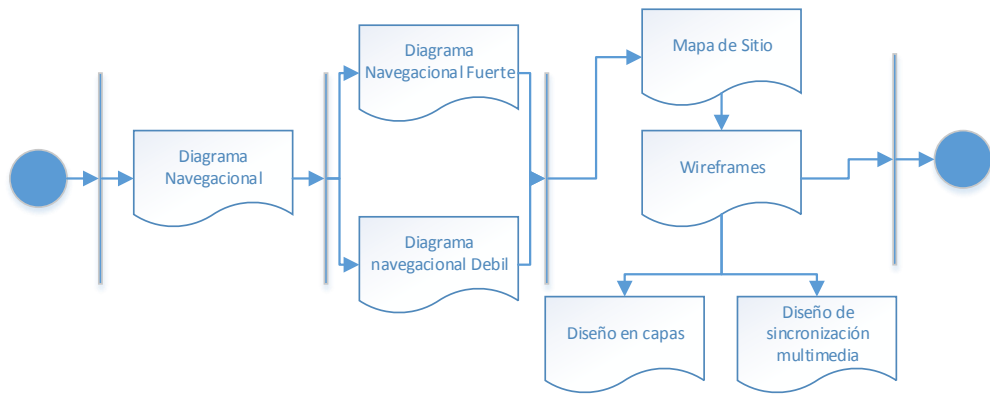 Diagrama
Navegacional
Diagrama
Navegacional Fuerte
Diagrama
navegacional Debil
Mapa de Sitio
Wireframes
Diseño en capas
Diseño de
sincronización
multimedia